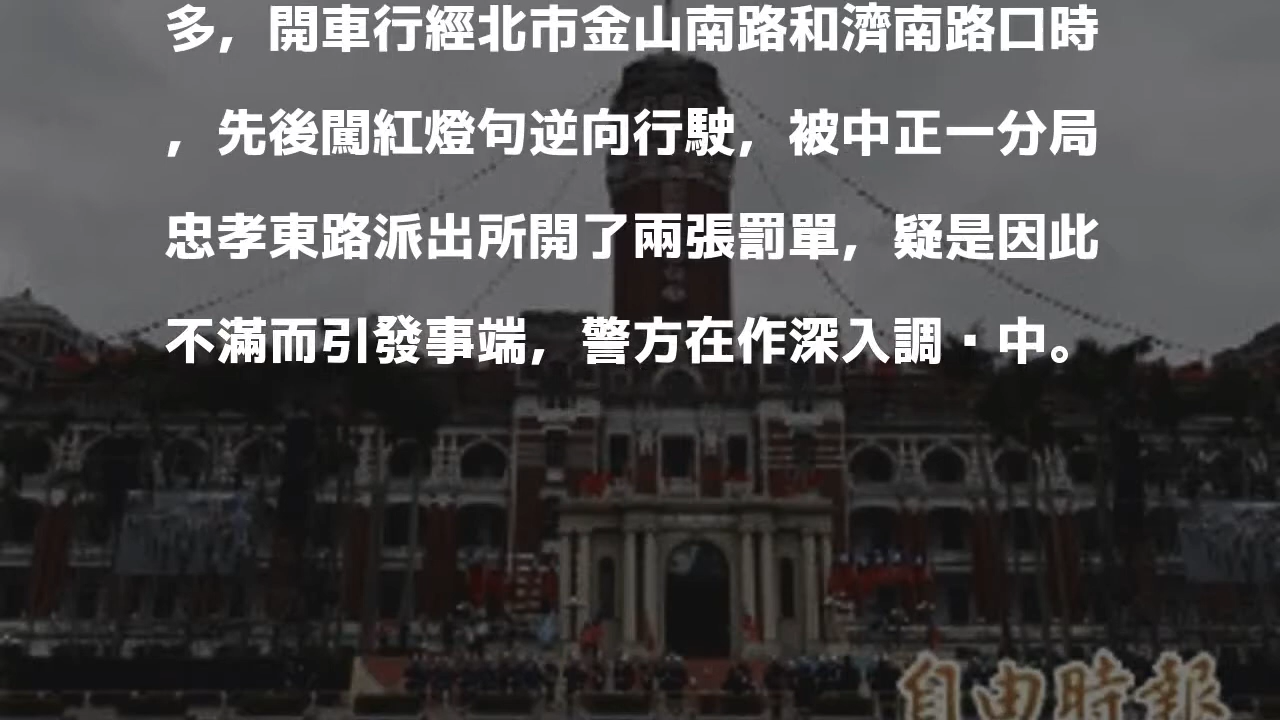 多，開車行經北市金山南路和濟南路口時
，先後闖紅燈句逆向行駛，被中正一分局
忠孝東路派出所開了兩張罰單，疑是因此
不滿而引發事端，警方在作深入調▪中。
自由時報